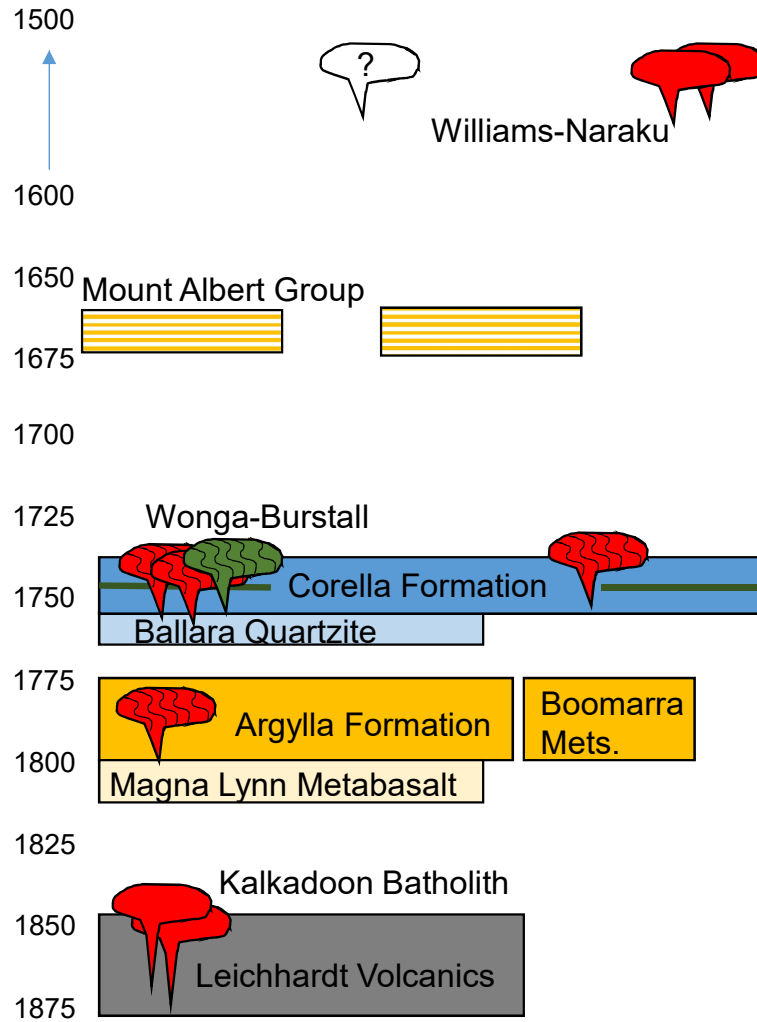 1500
?
Williams-Naraku
1600
1650
Mount Albert Group
1675
1700
1725
Wonga-Burstall
Corella Formation
1750
Ballara Quartzite
1775
Boomarra
Argylla Formation
Mets.
1800
Magna Lynn Metabasalt
1825
Kalkadoon Batholith
1850
Leichhardt Volcanics
1875